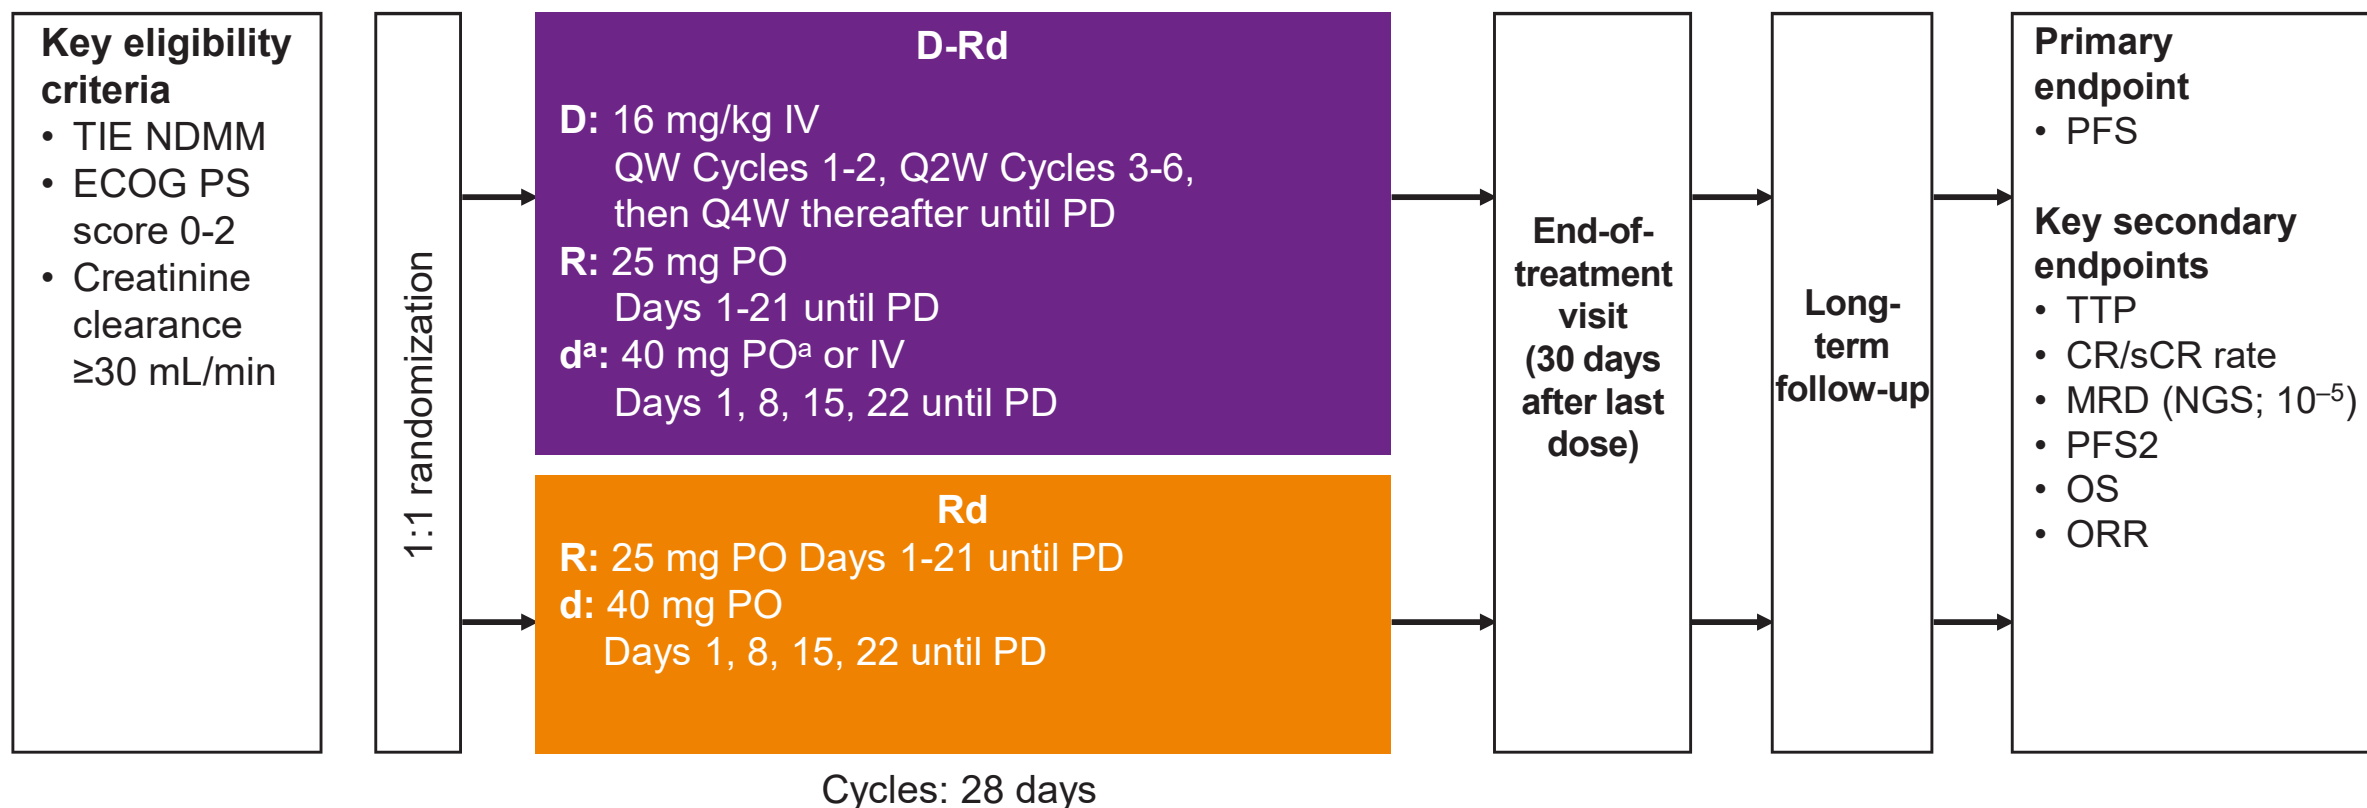 Key eligibility
criteria
• TIE NDMM
• ECOG PS
score 0-2
• Creatinine
clearance
≥30 mL/min
1:1 randomization
D-Rd
D: 16 mg/kg IV
QW Cycles 1-2, Q2W Cycles 3-6,
then Q4W thereafter until PD
R: 25 mg PO
Days 1-21 until PD
dᵃ: 40 mg POᵃ or IV
Days 1, 8, 15, 22 until PD
Rd
R: 25 mg PO Days 1-21 until PD
d: 40 mg PO
Days 1, 8, 15, 22 until PD
Cycles: 28 days
End-of-
treatment
visit
(30 days
after last
dose)
Long-
term
follow-up
Primary
endpoint
• PFS
Key secondary
endpoints
• TTP
• CR/sCR rate
• MRD (NGS; 10⁻⁵)
• PFS2
• OS
• ORR